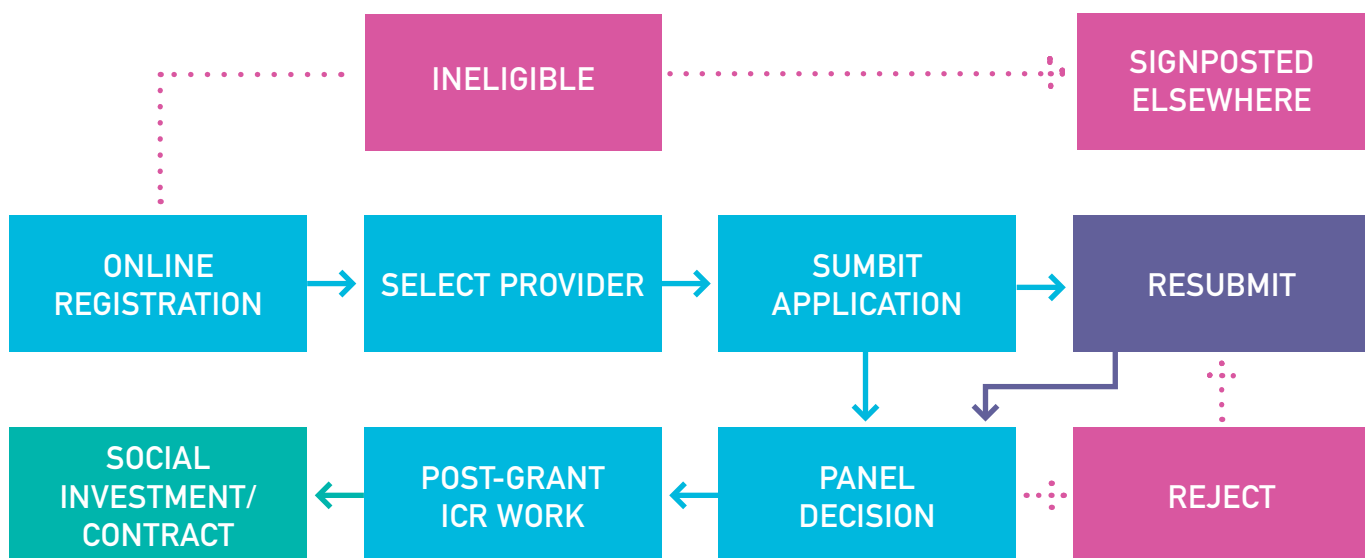 INELIGIBLE
SIGNPOSTED
ELSEWHERE
ONLINE
REGISTRATION
SELECT PROVIDER
SUMBIT
APPLICATION
RESUBMIT
SOCIAL
INVESTMENT/
CONTRACT
POST-GRANT
ICR WORK
PANEL
DECISION
REJECT